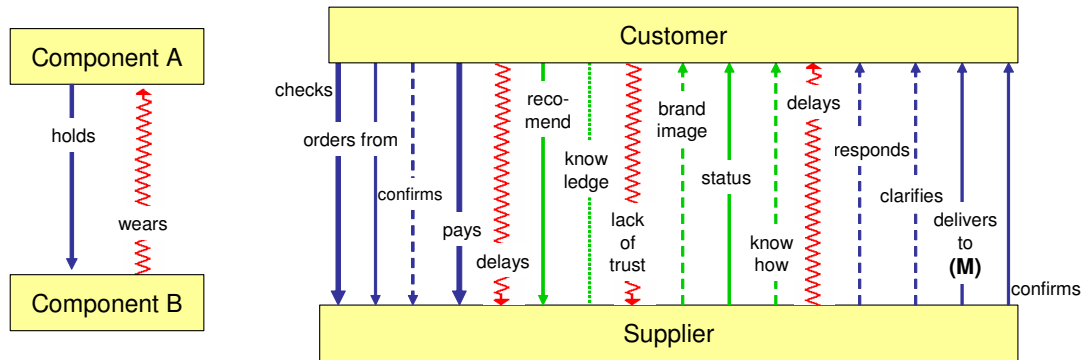 Component A
holds
wears
Component B
Customer
checks
orders from
confirms
pays
delays
reco-
mend
know
ledge
lack
of
trust
brand
image
status
know
how
delays
responds
clarifies
delivers
to
(M)
confirms
Supplier